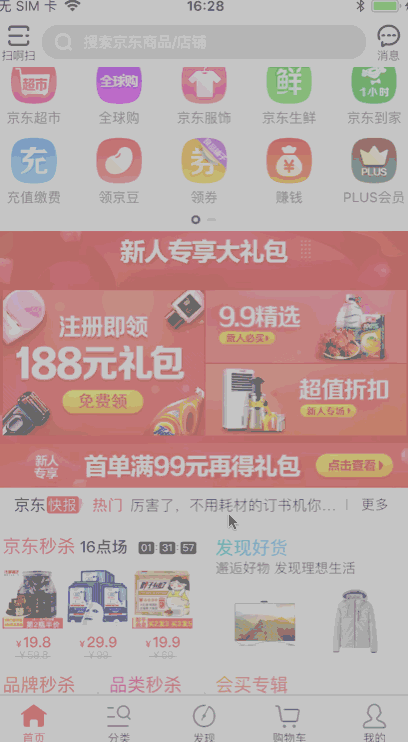 无 SIM 卡
16:28
扫啊扫
搜索京东商品/店铺
消息
超市
全球购
鲜
1小时
京东超市
全球购
京东服饰
京东生鲜
京东到家
充
券
¥
PLUS
充值缴费
领京豆
领券
赚钱
PLUS会员
新人专享大礼包
注册即领
188元礼包
免费领
9.9精选
新人必买
超值折扣
新人专场
新人
专享
首单满99元再得礼包
点击查看
京东快报
热门
厉害了，不用耗材的订书机你...
更多
京东秒杀
16点场
01:31:57
发现好货
邂逅好物 发现理想生活
¥19.8
¥29.9
¥19.9
品牌秒杀
品类秒杀
会买专辑
首页
分类
发现
购物车
我的